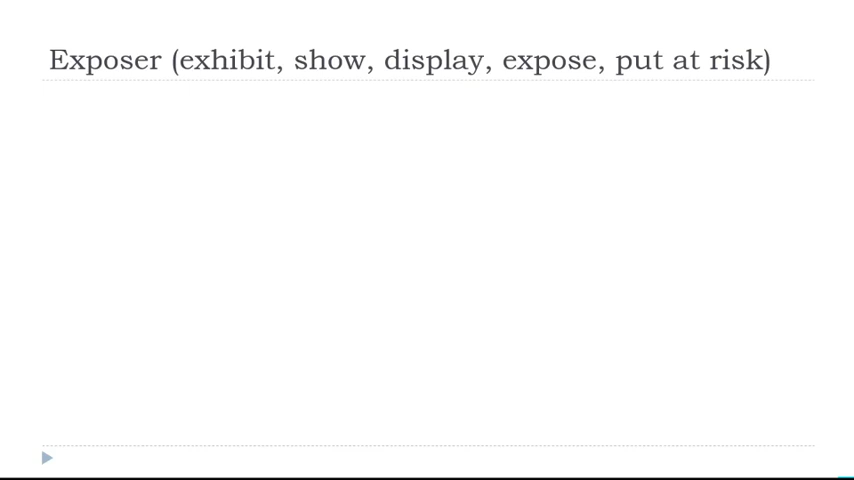 Exposer (exhibit, show, display, expose, put at risk)